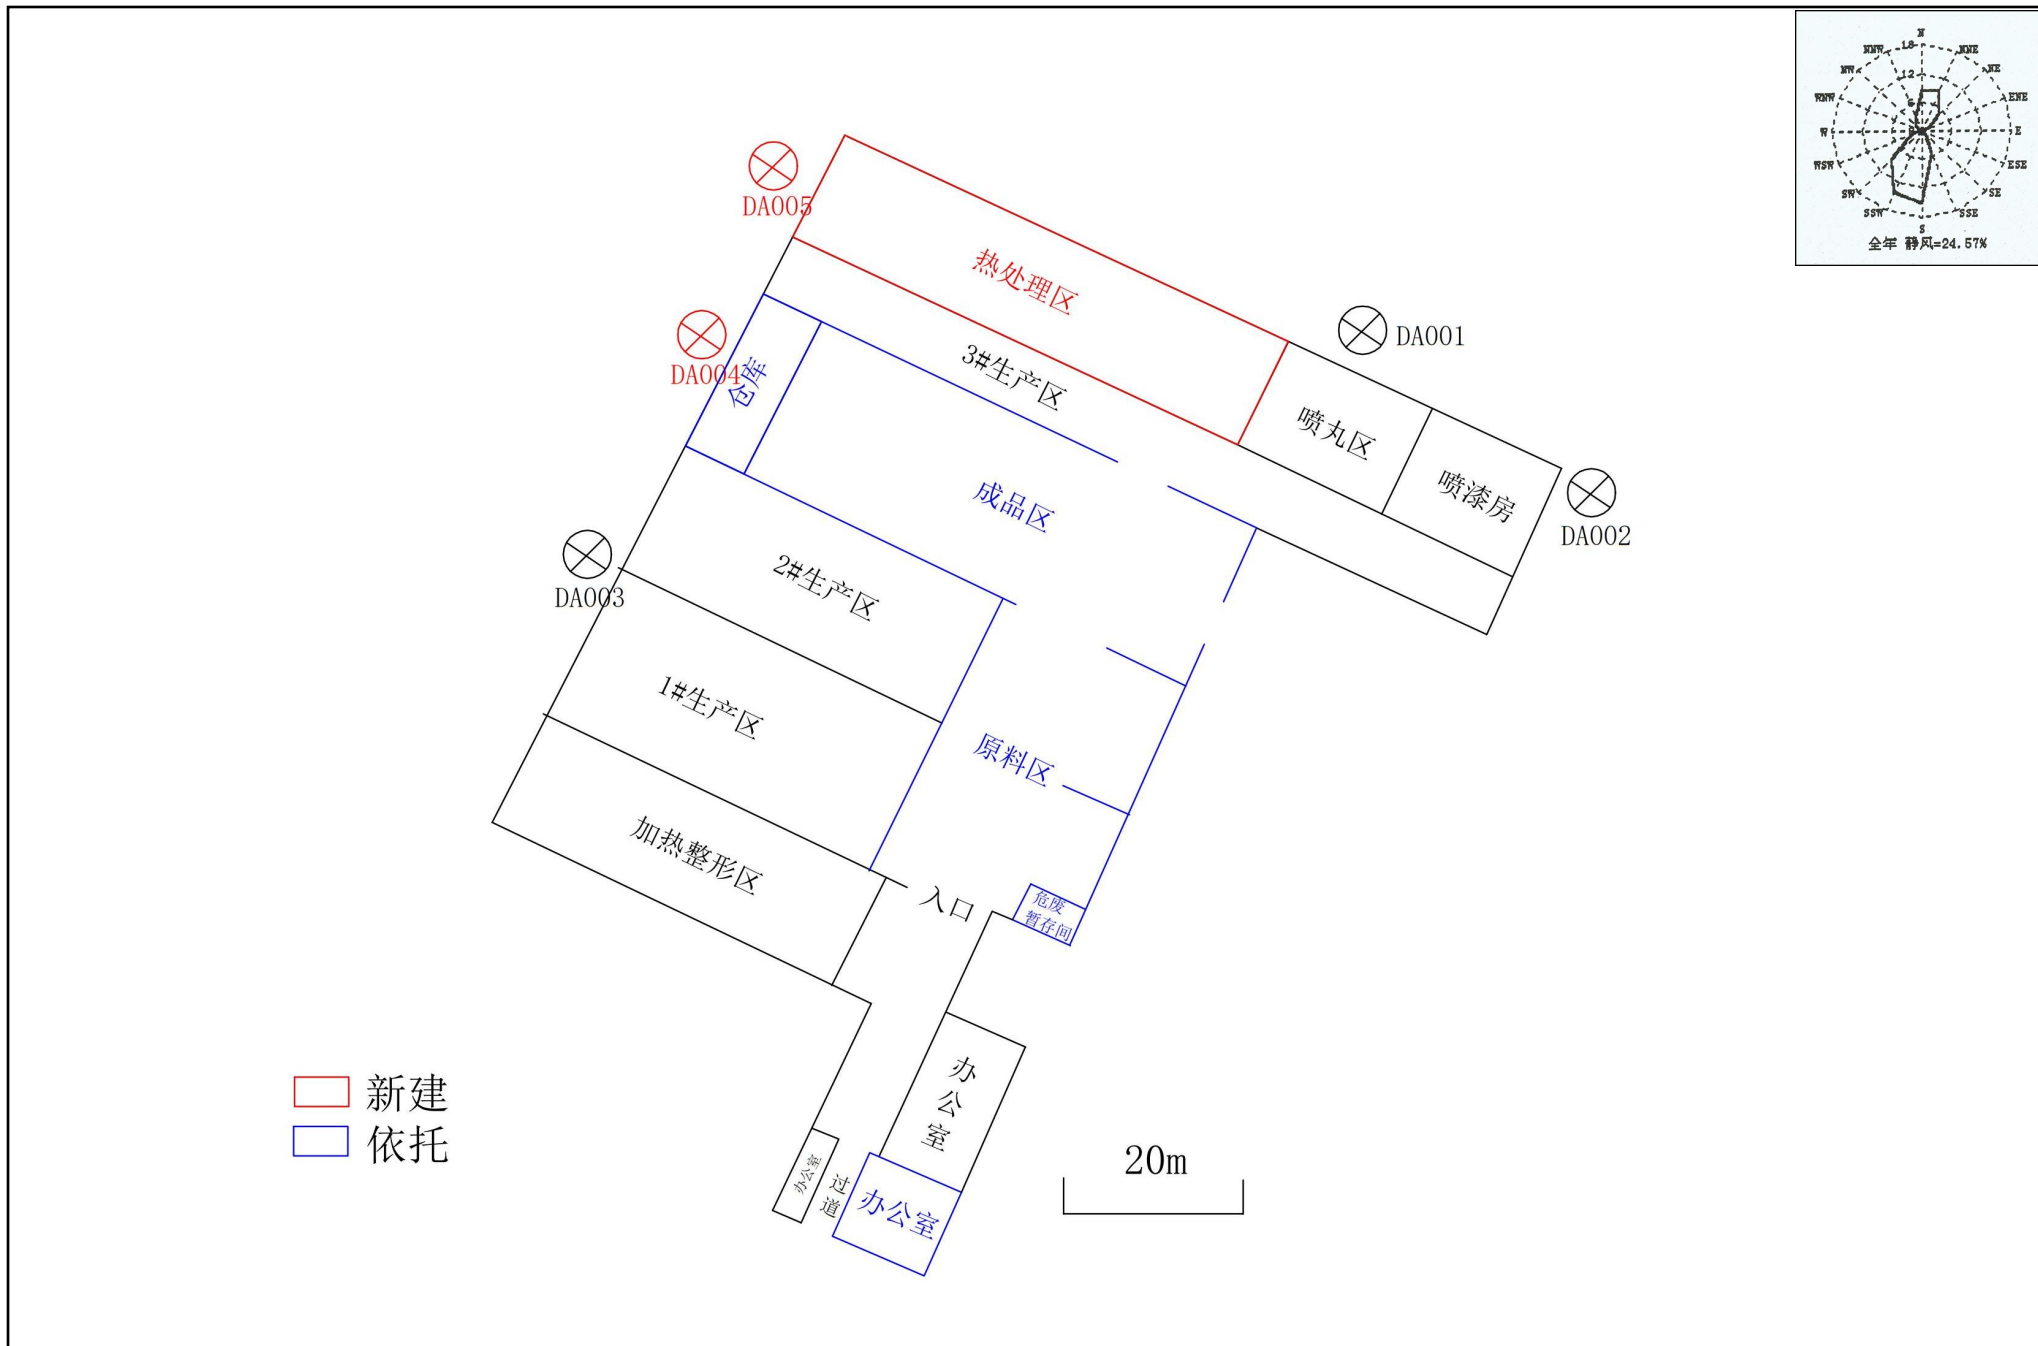 N
NNW
18
NNE
NW
12
NE
WNW
6
ENE
W
E
WSW
ESE
SW
SE
SSW
SSE
S
全年 静风=24.57%
DA005
热处理区
DA001
DA004
仓库
3#生产区
喷丸区
喷漆房
DA002
成品区
DA003
2#生产区
1#生产区
原料区
加热整形区
入口
危废
暂存间
办公室
新建
依托
办公室
过道
办公室
20m